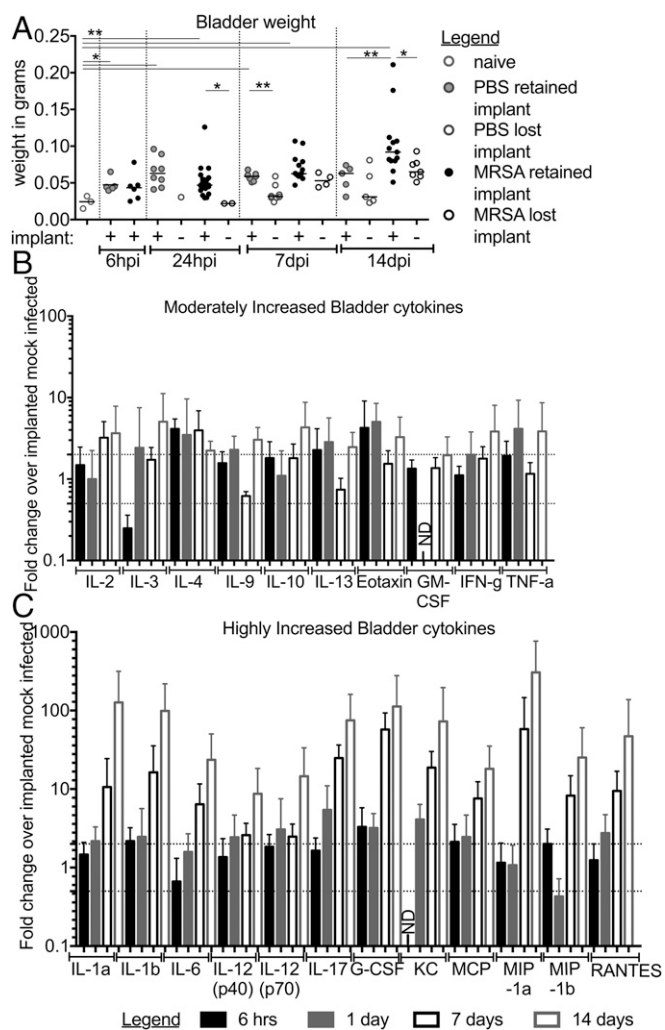 A
Bladder weight
weight in grams
0.25
0.20
0.15
0.10
0.05
0.00
**
*
*
**
**
*
implant:
+ + + - + - + - + - + - + -
6hpi 24hpi 7dpi 14dpi
Legend
naive
PBS retained
implant
PBS lost
implant
MRSA retained
implant
MRSA lost
implant
B
Moderately Increased Bladder cytokines
Fold change over implanted mock infected
100
10
1
0.1
ND
IL-2 IL-3 IL-4 IL-9 IL-10 IL-13 Eotaxin GM- IFN-g TNF-a
CSF
C
Highly Increased Bladder cytokines
Fold change over implanted mock infected
1000
100
10
1
0.1
ND
IL-1a IL-1b IL-6 IL-12 IL-12 IL-17 G-CSF KC MCP MIP MIP RANTES
(p40) (p70) -1a -1b
Legend 6 hrs 1 day 7 days 14 days